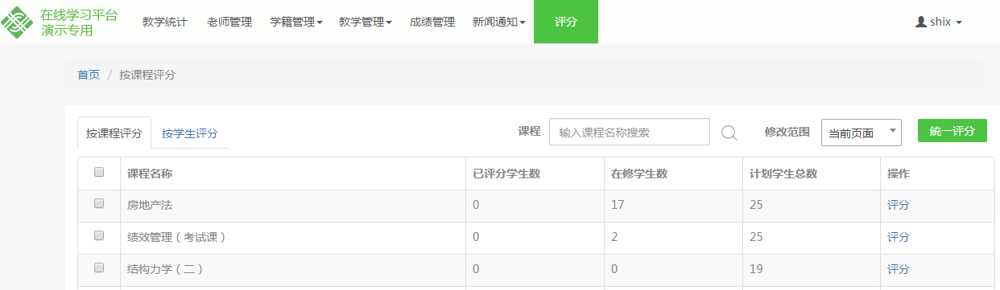 在线学习平台
演示专用
教学统计 老师管理 学籍管理 教学管理 成绩管理 新闻通知 评分 shix
首页 / 按课程评分
按课程评分 按学生评分 课程 输入课程名称搜索 修改范围 当前页面 统一评分
课程名称 已评分学生数 在修学生数 计划学生总数 操作
房地产法 0 17 25 评分
绩效管理（考试课） 0 2 25 评分
结构力学（二） 0 0 19 评分